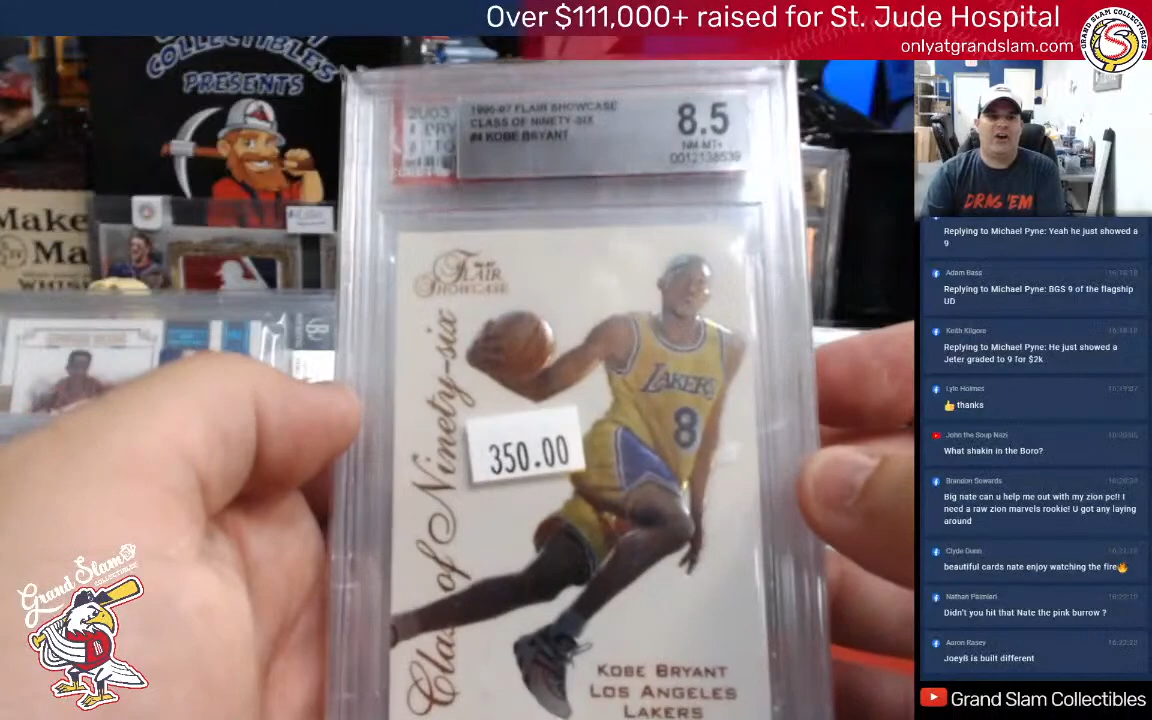 Over $111,000+ raised for St. Jude Hospital
onlyatgrandslam.com
GRAND SLAM COLLECTIBLES
COLLECTIBLES
PRESENTS
1996-97 FLAIR SHOWCASE
CLASS OF NINETY-SIX
#4 KOBE BRYANT
8.5
NM-MT+
0012138539
Make
Ma
WHIS
FLAIR
SHOWCASE
Class of Ninety-six
LAKERS
8
350.00
KOBE BRYANT
LOS ANGELES
LAKERS
DRAG 'EM
Replying to Michael Pyne: Yeah he just showed a
9
Adam Bass
Replying to Michael Pyne: BGS 9 of the flagship
UD
Keith Kilgore
Replying to Michael Pyne: He just showed a
Jeter graded to 9 for $2k
Lyle Holmes
👍 thanks
John the Soup Nazi
What shakin in the Boro?
Brandon Sowards
Big nate can u help me out with my zion pc!! I
need a raw zion marvels rookie! U got any laying
around
Clyde Dunn
beautiful cards nate enjoy watching the fire🔥
Nathan Palmieri
Didn't you hit that Nate the pink burrow ?
Aaron Rasey
JoeyB is built different
Grand Slam
COLLECTIBLES
Grand Slam Collectibles